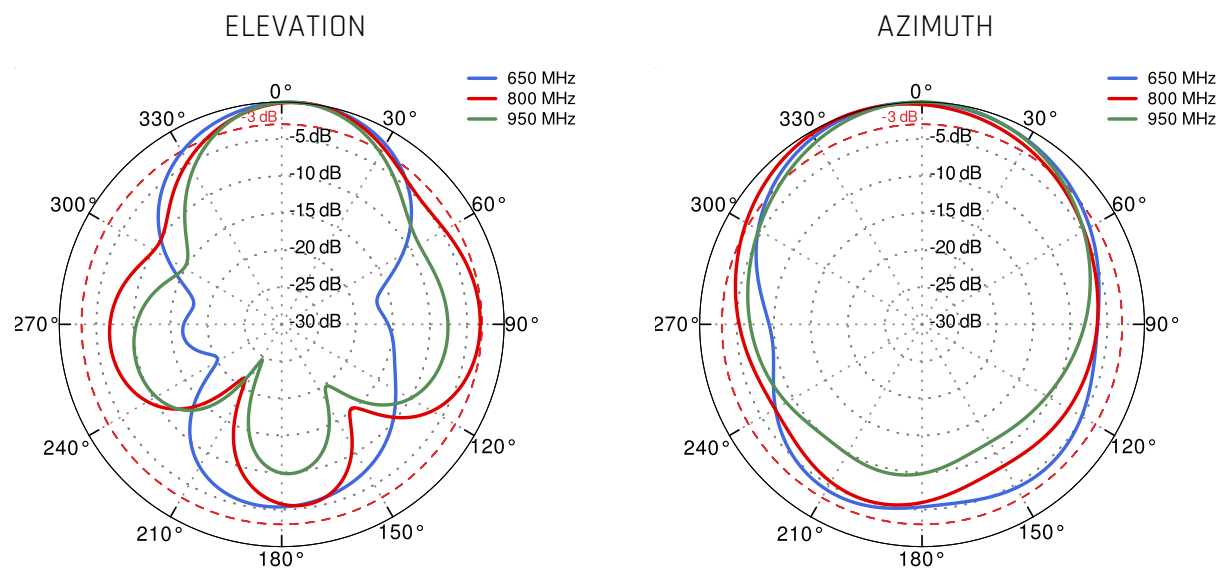 ELEVATION
650 MHz
800 MHz
950 MHz
0°
30°
60°
90°
120°
150°
180°
210°
240°
270°
300°
330°
-3 dB
-5 dB
-10 dB
-15 dB
-20 dB
-25 dB
-30 dB
AZIMUTH
650 MHz
800 MHz
950 MHz
0°
30°
60°
90°
120°
150°
180°
210°
240°
270°
300°
330°
-3 dB
-5 dB
-10 dB
-15 dB
-20 dB
-25 dB
-30 dB